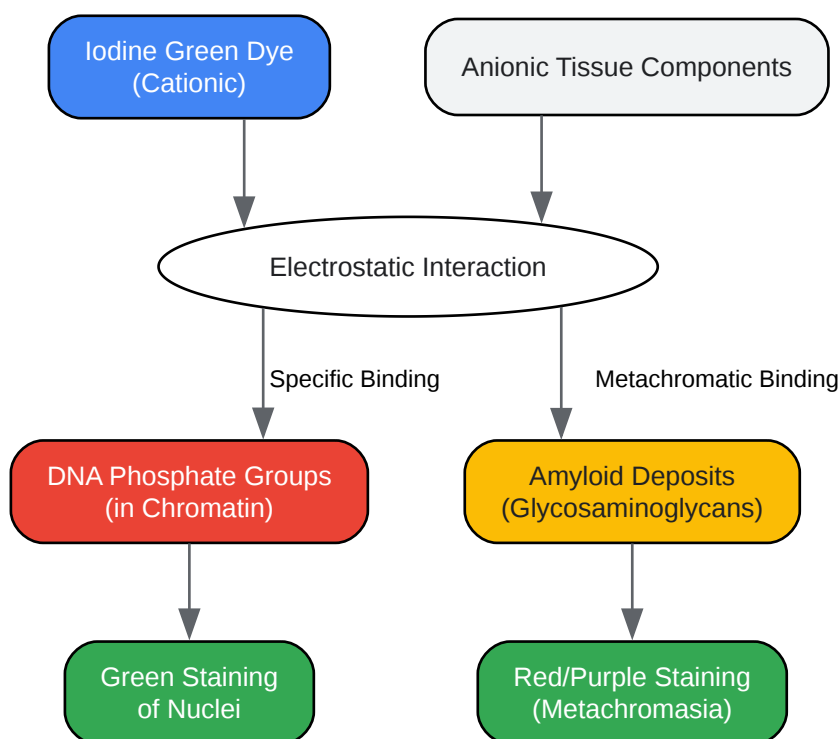 Iodine Green Dye
(Cationic)
Anionic Tissue Components
Electrostatic Interaction
Specific Binding
Metachromatic Binding
DNA Phosphate Groups
(in Chromatin)
Amyloid Deposits
(Glycosaminoglycans)
Green Staining
of Nuclei
Red/Purple Staining
(Metachromasia)